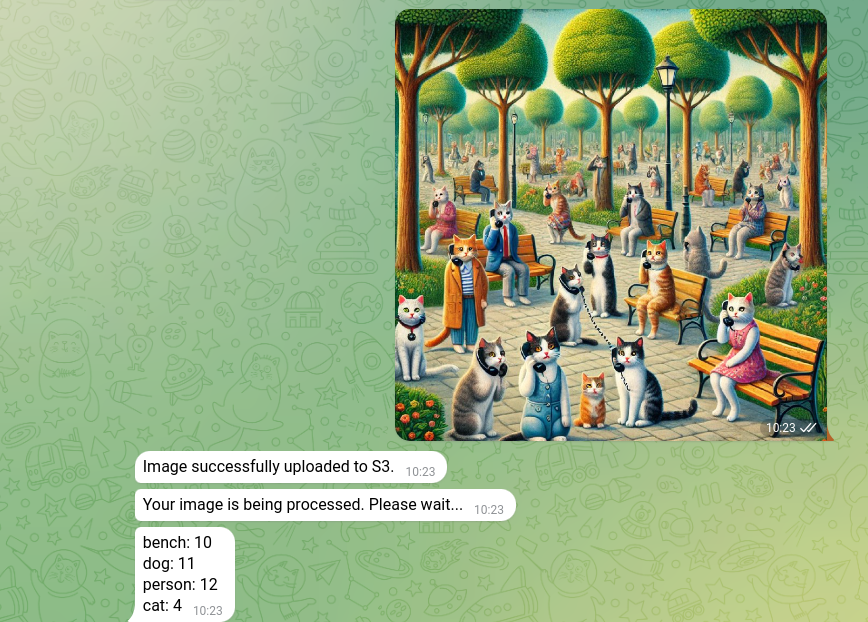 10:23
Image successfully uploaded to S3. 10:23
Your image is being processed. Please wait... 10:23
bench: 10
dog: 11
person: 12
cat: 4 10:23